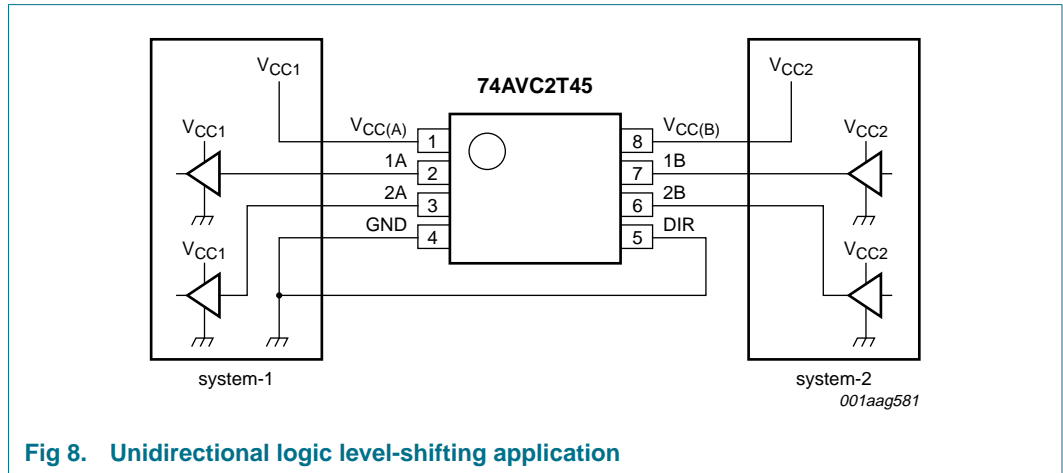 VCC1
74AVC2T45
VCC2
VCC(A)
1
8
VCC(B)
VCC1
1A
2
7
1B
VCC2
2A
3
6
2B
GND
4
5
DIR
VCC1
VCC2
system-1
system-2
001aag581
Fig 8. Unidirectional logic level-shifting application